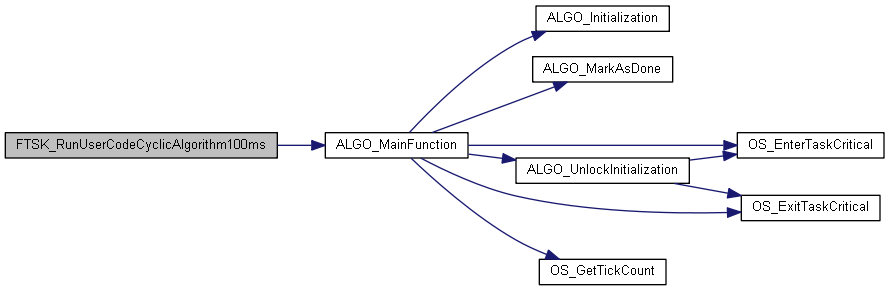 ALGO_Initialization
ALGO_MarkAsDone
FTSK_RunUserCodeCyclicAlgorithm100ms
ALGO_MainFunction
OS_EnterTaskCritical
ALGO_UnlockInitialization
OS_ExitTaskCritical
OS_GetTickCount